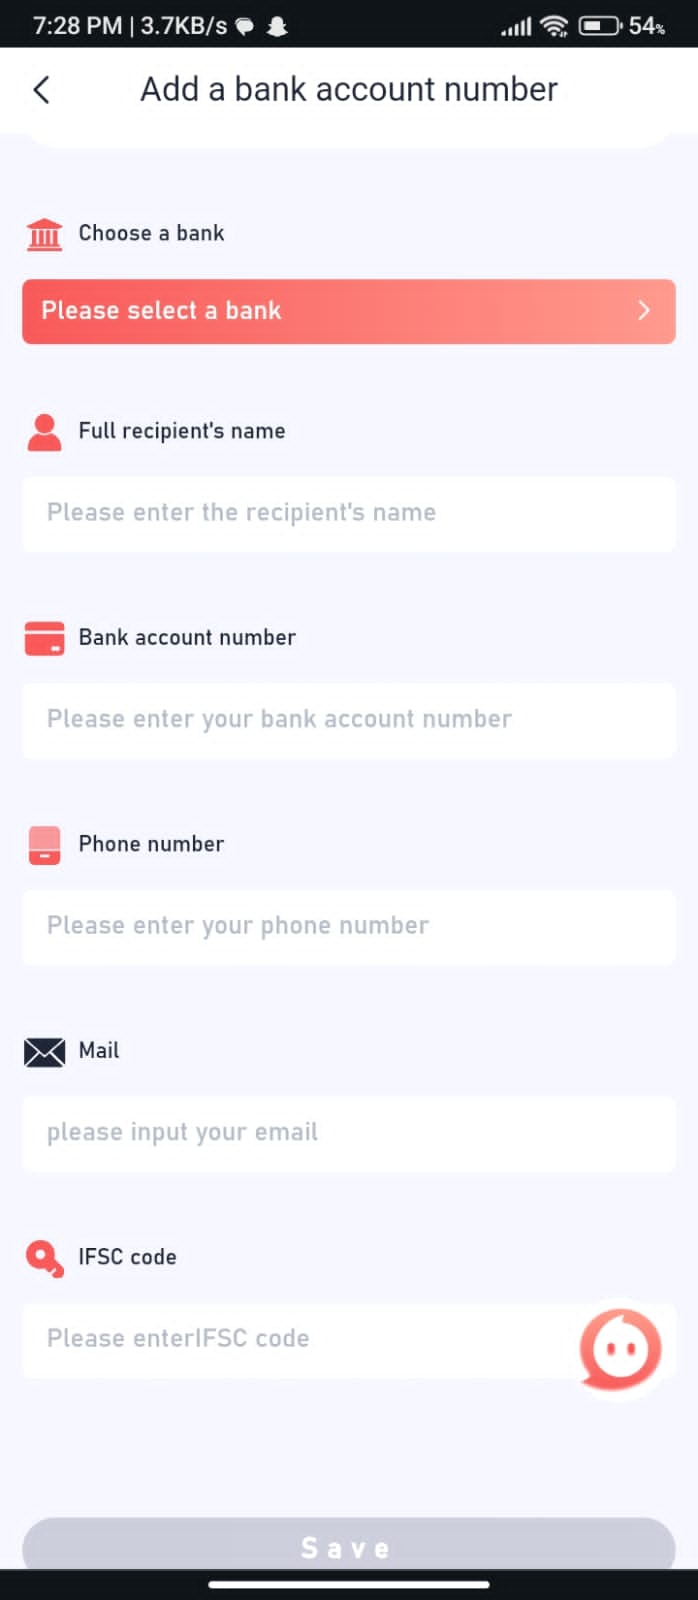 7:28 PM | 3.7KB/s 54%
Add a bank account number
Choose a bank
Please select a bank
Full recipient's name
Please enter the recipient's name
Bank account number
Please enter your bank account number
Phone number
Please enter your phone number
Mail
please input your email
IFSC code
Please enterIFSC code
Save